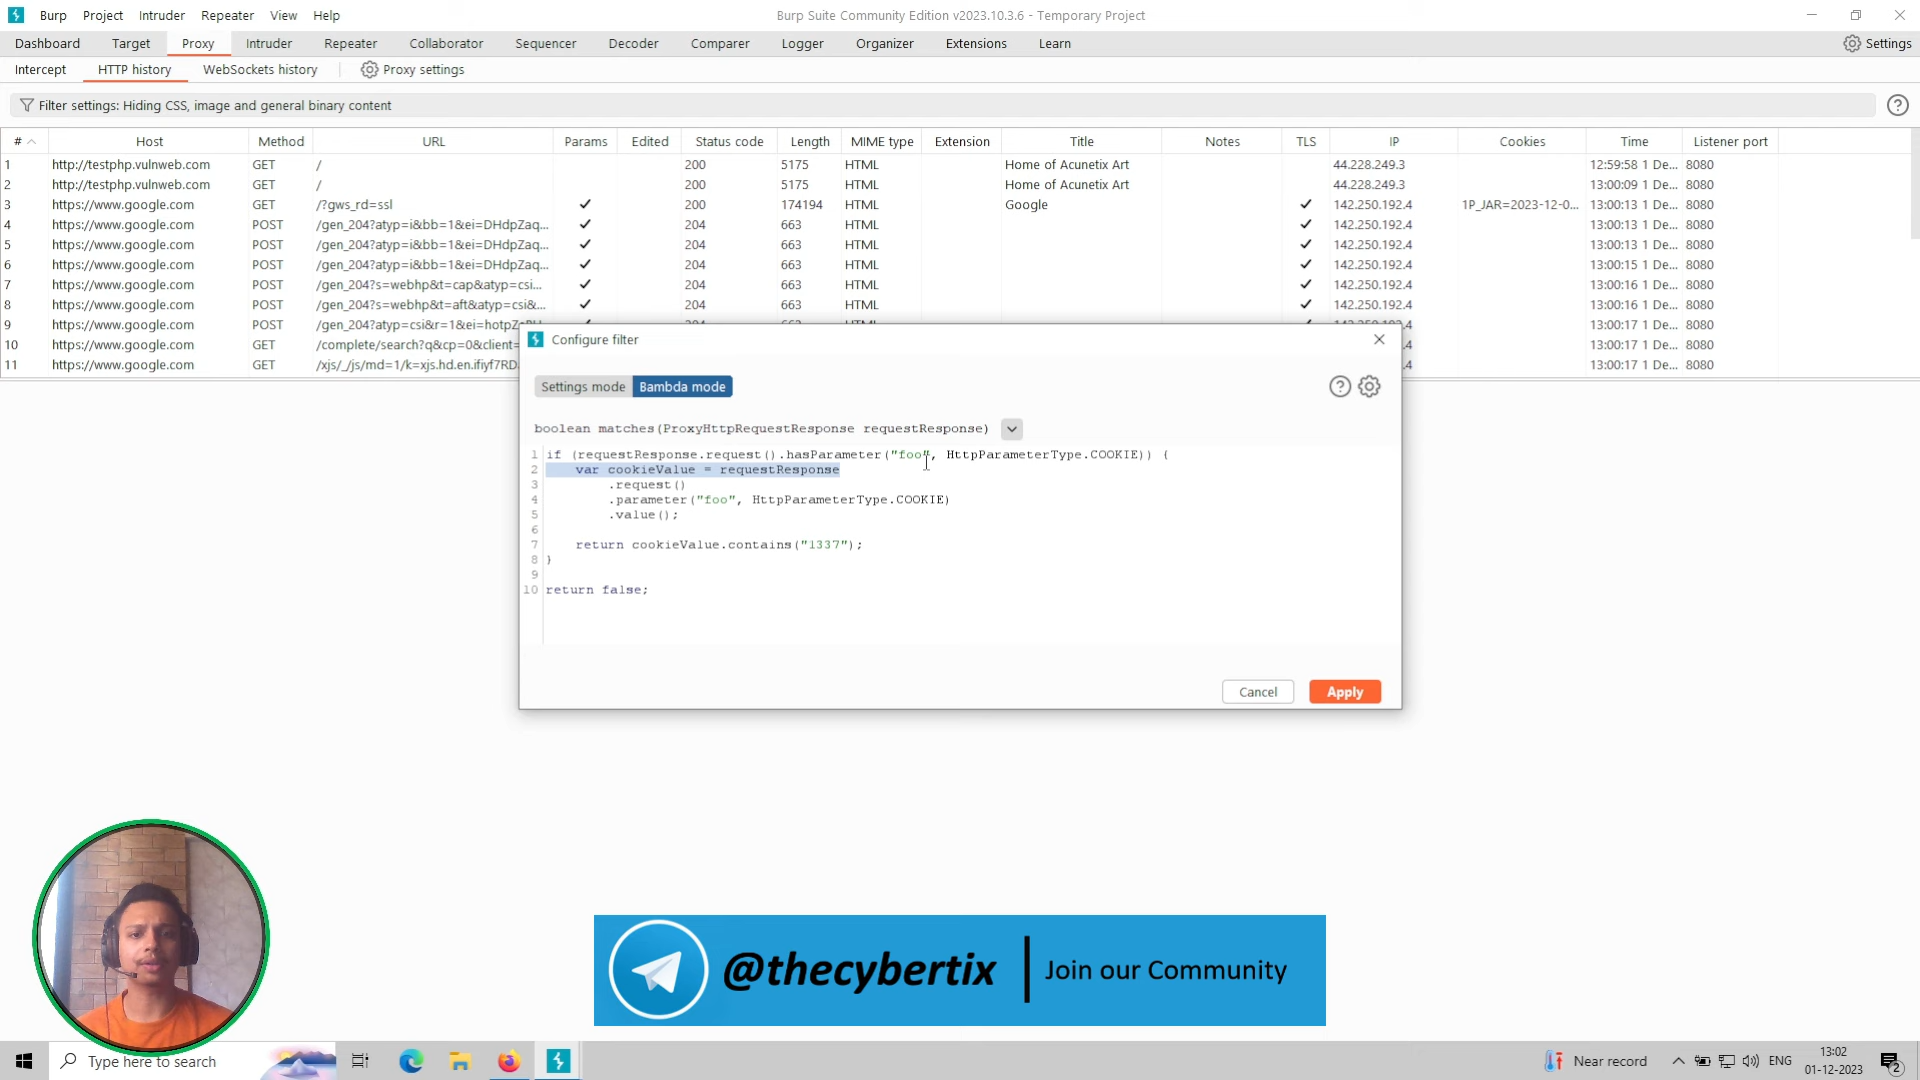 Burp Project Intruder Repeater View Help Burp Suite Community Edition v2023.10.3.6 - Temporary Project
Dashboard Target Proxy Intruder Repeater Collaborator Sequencer Decoder Comparer Logger Organizer Extensions Learn Settings
Intercept HTTP history WebSockets history Proxy settings
Filter settings: Hiding CSS, image and general binary content
# Host Method URL Params Edited Status code Length MIME type Extension Title Notes TLS IP Cookies Time Listener port
1 http://testphp.vulnweb.com GET / 200 5175 HTML Home of Acunetix Art 44.228.249.3 12:59:58 1 De... 8080
2 http://testphp.vulnweb.com GET / 200 5175 HTML Home of Acunetix Art 44.228.249.3 13:00:09 1 De... 8080
3 https://www.google.com GET /?gws_rd=ssl ✓ 200 174194 HTML Google ✓ 142.250.192.4 1P_JAR=2023-12-0... 13:00:13 1 De... 8080
4 https://www.google.com POST /gen_204?atyp=i&bb=1&ei=DHdpZaq... ✓ 204 663 HTML ✓ 142.250.192.4 13:00:13 1 De... 8080
5 https://www.google.com POST /gen_204?atyp=i&bb=1&ei=DHdpZaq... ✓ 204 663 HTML ✓ 142.250.192.4 13:00:13 1 De... 8080
6 https://www.google.com POST /gen_204?atyp=i&bb=1&ei=DHdpZaq... ✓ 204 663 HTML ✓ 142.250.192.4 13:00:15 1 De... 8080
7 https://www.google.com POST /gen_204?s=webhp&t=cap&atyp=csi... ✓ 204 663 HTML ✓ 142.250.192.4 13:00:16 1 De... 8080
8 https://www.google.com POST /gen_204?s=webhp&t=aft&atyp=csi&... ✓ 204 663 HTML ✓ 142.250.192.4 13:00:16 1 De... 8080
9 https://www.google.com POST /gen_204?atyp=csi&r=1&ei=hotpZ 13:00:17 1 De... 8080
10 https://www.google.com GET /complete/search?q&cp=0&client= .4 13:00:17 1 De... 8080
11 https://www.google.com GET /xjs/_/js/md=1/k=xjs.hd.en.ifiyf7RD .4 13:00:17 1 De... 8080
Configure filter
Settings mode Bambda mode
boolean matches(ProxyHttpRequestResponse requestResponse)
1 if (requestResponse.request().hasParameter("foo", HttpParameterType.COOKIE)) {
2 var cookieValue = requestResponse
3 .request()
4 .parameter("foo", HttpParameterType.COOKIE)
5 .value();
6
7 return cookieValue.contains("1337");
8 }
9
10 return false;
Cancel Apply
@thecybertix | Join our Community
Type here to search Near record ENG 13:02
01-12-2023
2